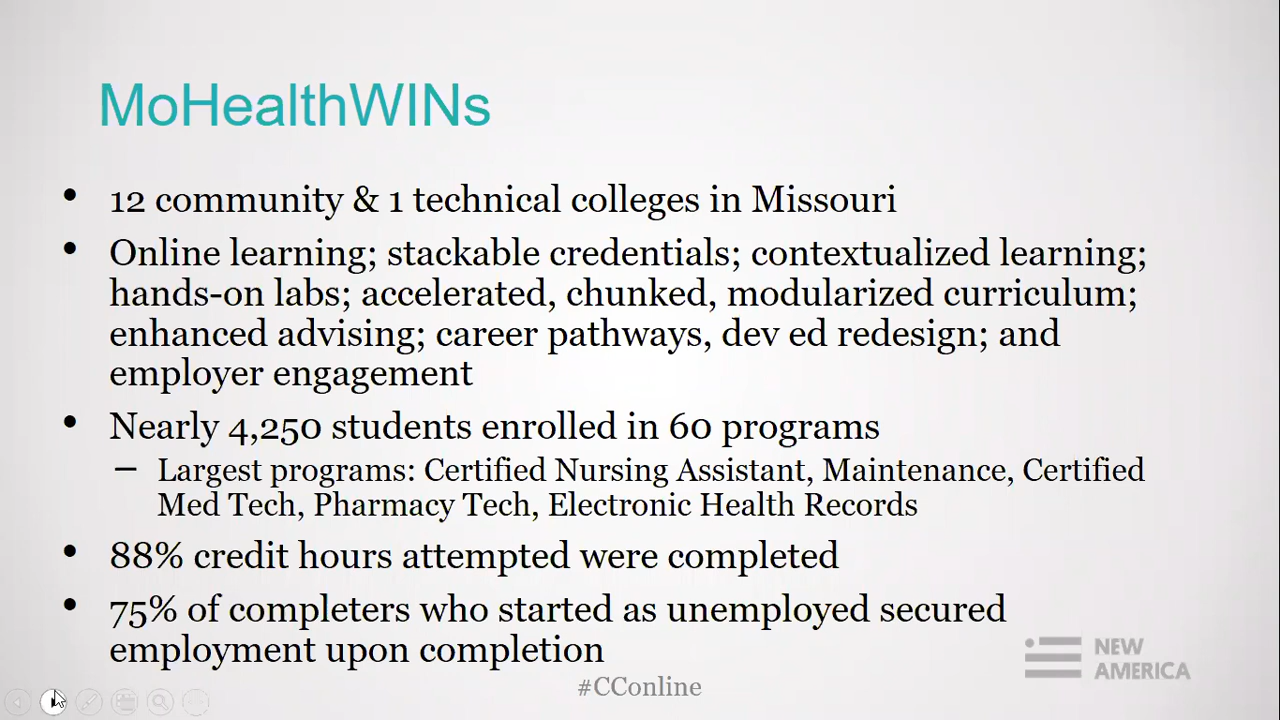 MoHealthWINs
• 12 community & 1 technical colleges in Missouri
• Online learning; stackable credentials; contextualized learning;
hands-on labs; accelerated, chunked, modularized curriculum;
enhanced advising; career pathways, dev ed redesign; and
employer engagement
• Nearly 4,250 students enrolled in 60 programs
– Largest programs: Certified Nursing Assistant, Maintenance, Certified
Med Tech, Pharmacy Tech, Electronic Health Records
• 88% credit hours attempted were completed
• 75% of completers who started as unemployed secured
employment upon completion
NEW
AMERICA
#CConline